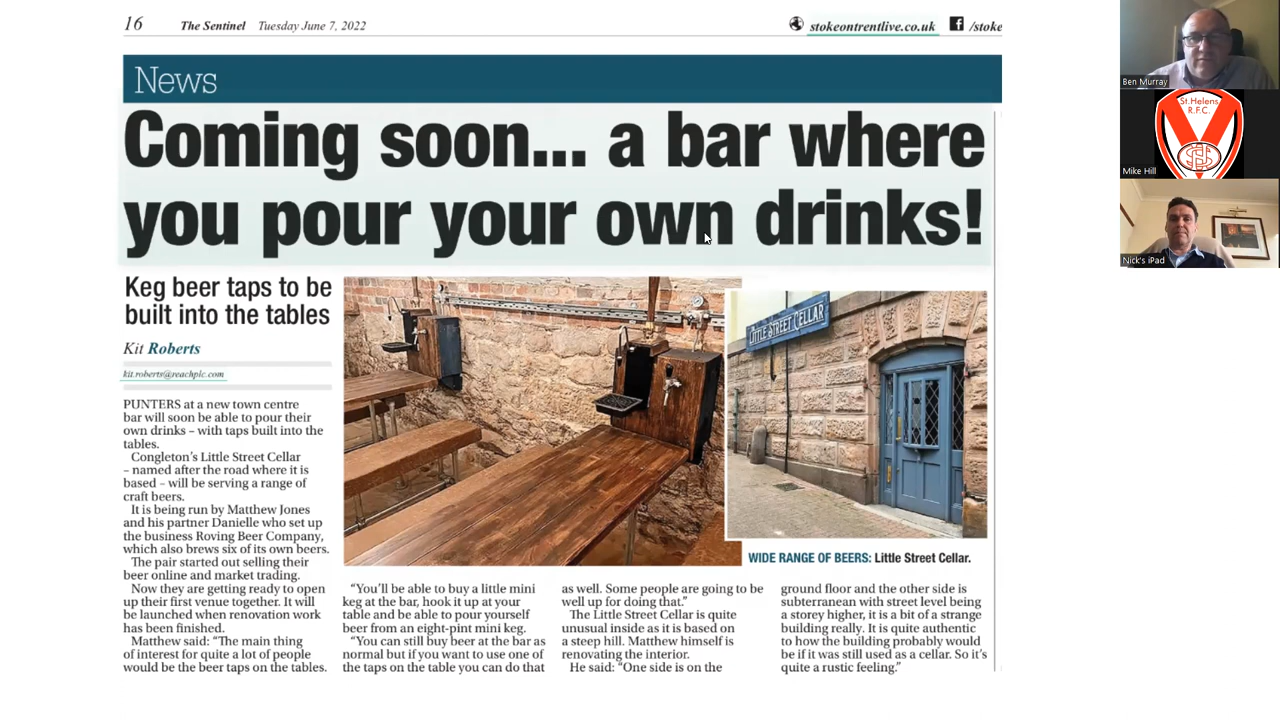 16 The Sentinel Tuesday June 7, 2022 stokeontrentlive.co.uk /stoke
News
Coming soon... a bar where
you pour your own drinks!
Keg beer taps to be
built into the tables
Kit Roberts
kit.roberts@reachplc.com
PUNTERS at a new town centre
bar will soon be able to pour their
own drinks – with taps built into the
tables.
Congleton's Little Street Cellar
– named after the road where it is
based – will be serving a range of
craft beers.
It is being run by Matthew Jones
and his partner Danielle who set up
the business Roving Beer Company,
which also brews six of its own beers.
The pair started out selling their
beer online and market trading.
Now they are getting ready to open
up their first venue together. It will
be launched when renovation work
has been finished.
Matthew said: "The main thing
of interest for quite a lot of people
would be the beer taps on the tables.
"You'll be able to buy a little mini
keg at the bar, hook it up at your
table and be able to pour yourself
beer from an eight-pint mini keg.
"You can still buy beer at the bar as
normal but if you want to use one of
the taps on the table you can do that
as well. Some people are going to be
well up for doing that."
The Little Street Cellar is quite
unusual inside as it is based on
a steep hill. Matthew himself is
renovating the interior.
He said: "One side is on the
ground floor and the other side is
subterranean with street level being
a storey higher, it is a bit of a strange
building really. It is quite authentic
to how the building probably would
be if it was still used as a cellar. So it's
quite a rustic feeling."
LITTLE STREET CELLAR
WIDE RANGE OF BEERS: Little Street Cellar.
Ben Murray
St.Helens
R.F.C.
Mike Hill
Nick's iPad